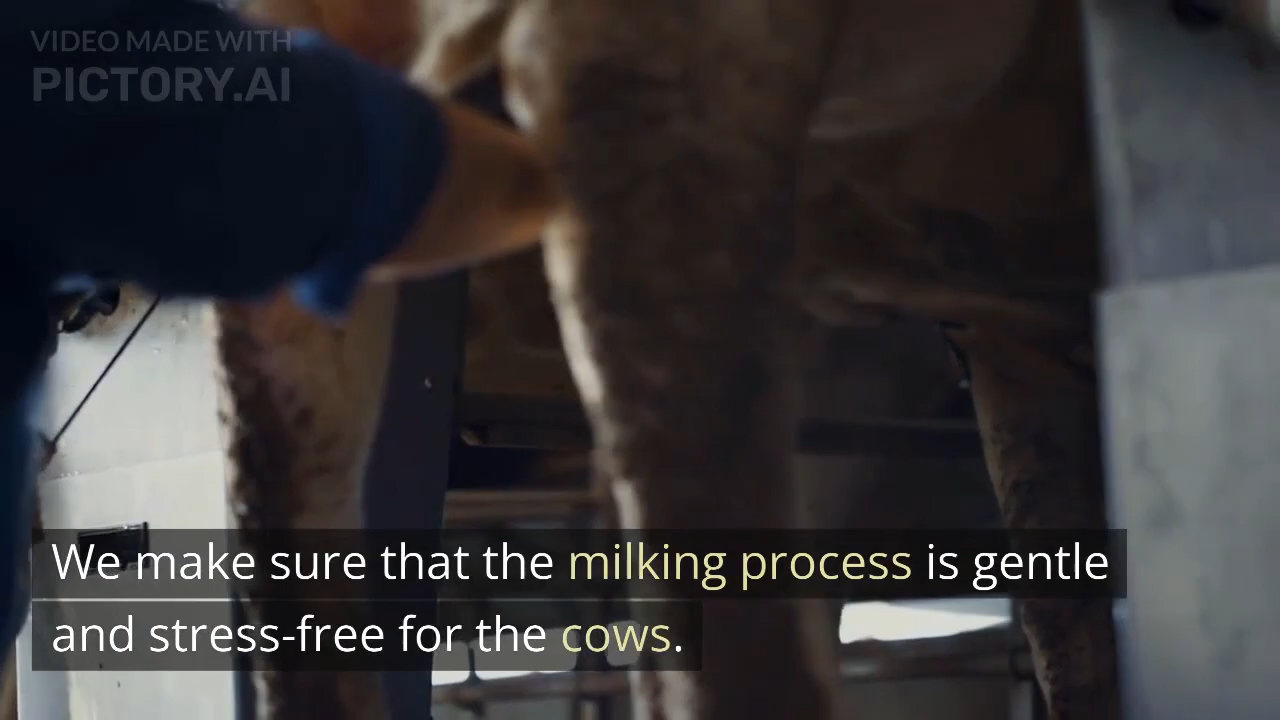 VIDEO MADE WITH
PICTORY.AI
We make sure that the milking process is gentle
and stress-free for the cows.